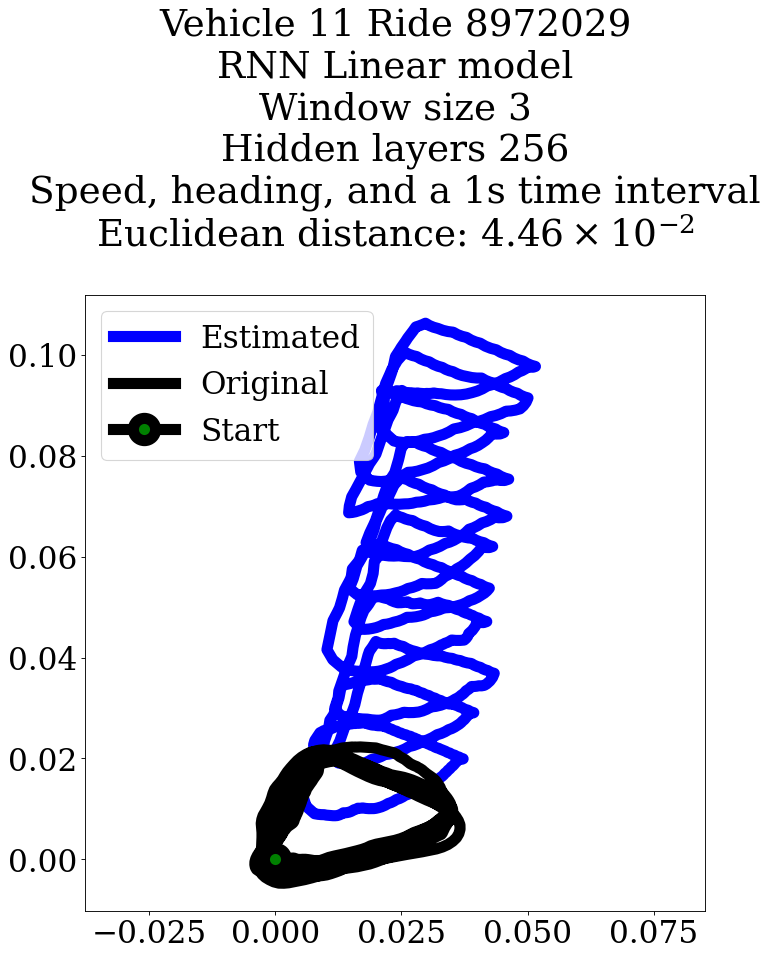 Vehicle 11 Ride 8972029
RNN Linear model
Window size 3
Hidden layers 256
Speed, heading, and a 1s time interval
Euclidean distance: 4.46 × 10⁻²
Estimated
Original
Start
0.10
0.08
0.06
0.04
0.02
0.00
−0.025 0.000 0.025 0.050 0.075